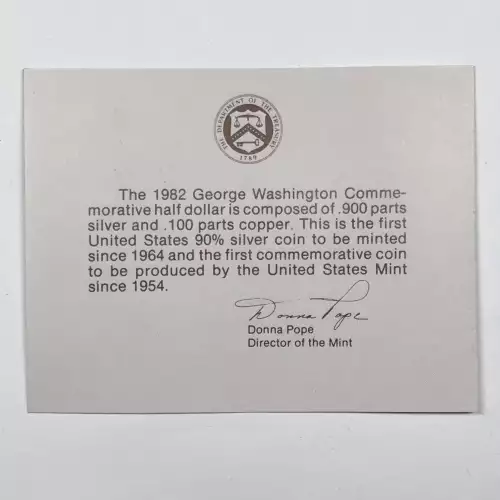 THE DEPARTMENT OF THE TREASURY
1789
The 1982 George Washington Comme-
morative half dollar is composed of .900 parts
silver and .100 parts copper. This is the first
United States 90% silver coin to be minted
since 1964 and the first commemorative coin
to be produced by the United States Mint
since 1954.
Donna Pope
Donna Pope
Director of the Mint